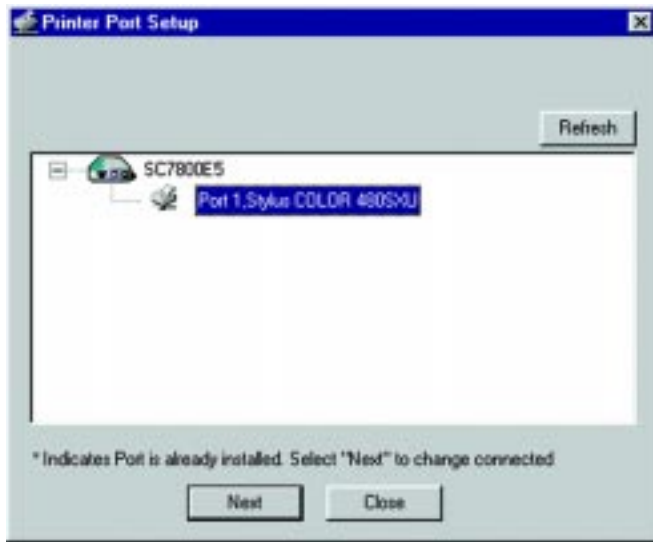 Printer Port Setup
Refresh
SC7800E5
Port 1,Stylus COLOR 480SXU
* Indicates Port is already installed. Select "Next" to change connected
Next
Close